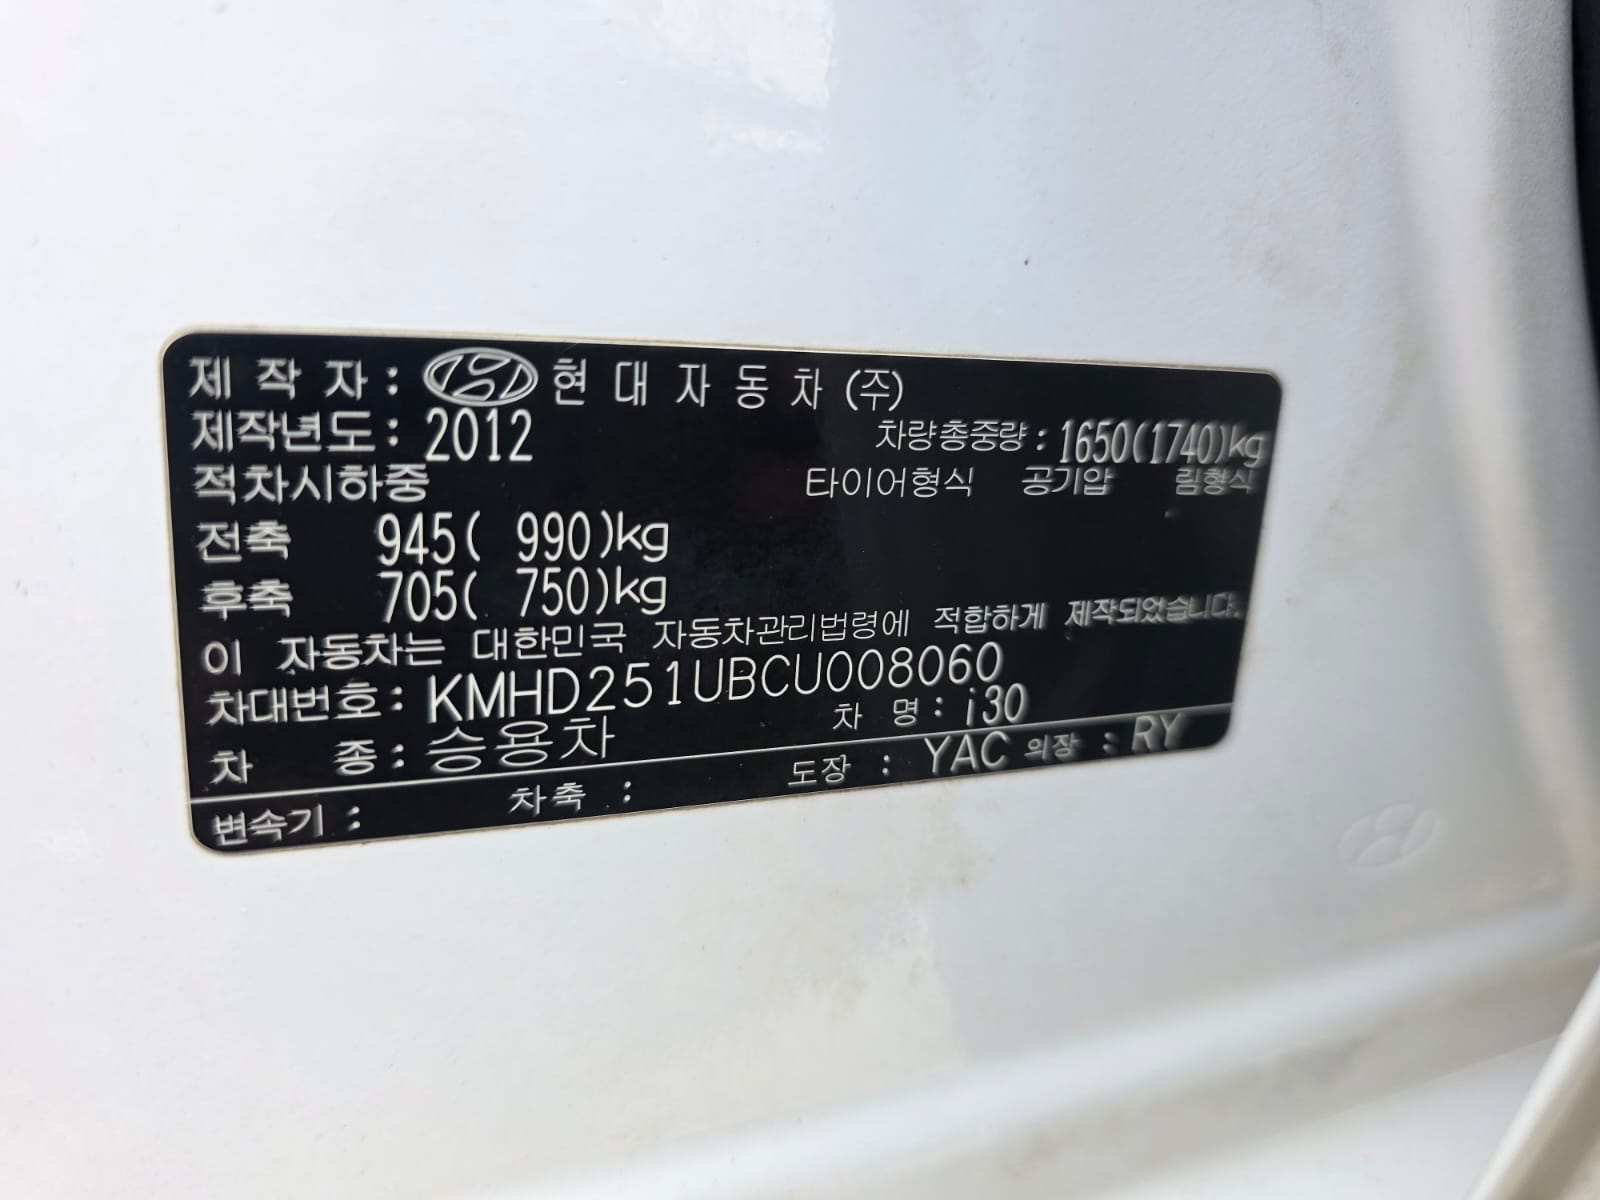 제 작 자 : 현 대 자 동 차 (주)
제작년도 : 2012 차량총중량 : 1650(1740)kg
적차시하중 타이어형식 공기압 림형식
전축 945( 990)kg
후축 705( 750)kg
이 자동차는 대한민국 자동차관리법령에 적합하게 제작되었습니다.
차대번호 : KMHD251UBCU008060
차 종 : 승용차 차 명 : i30
변속기 : 차축 : 도장 : YAC 의장 : RY